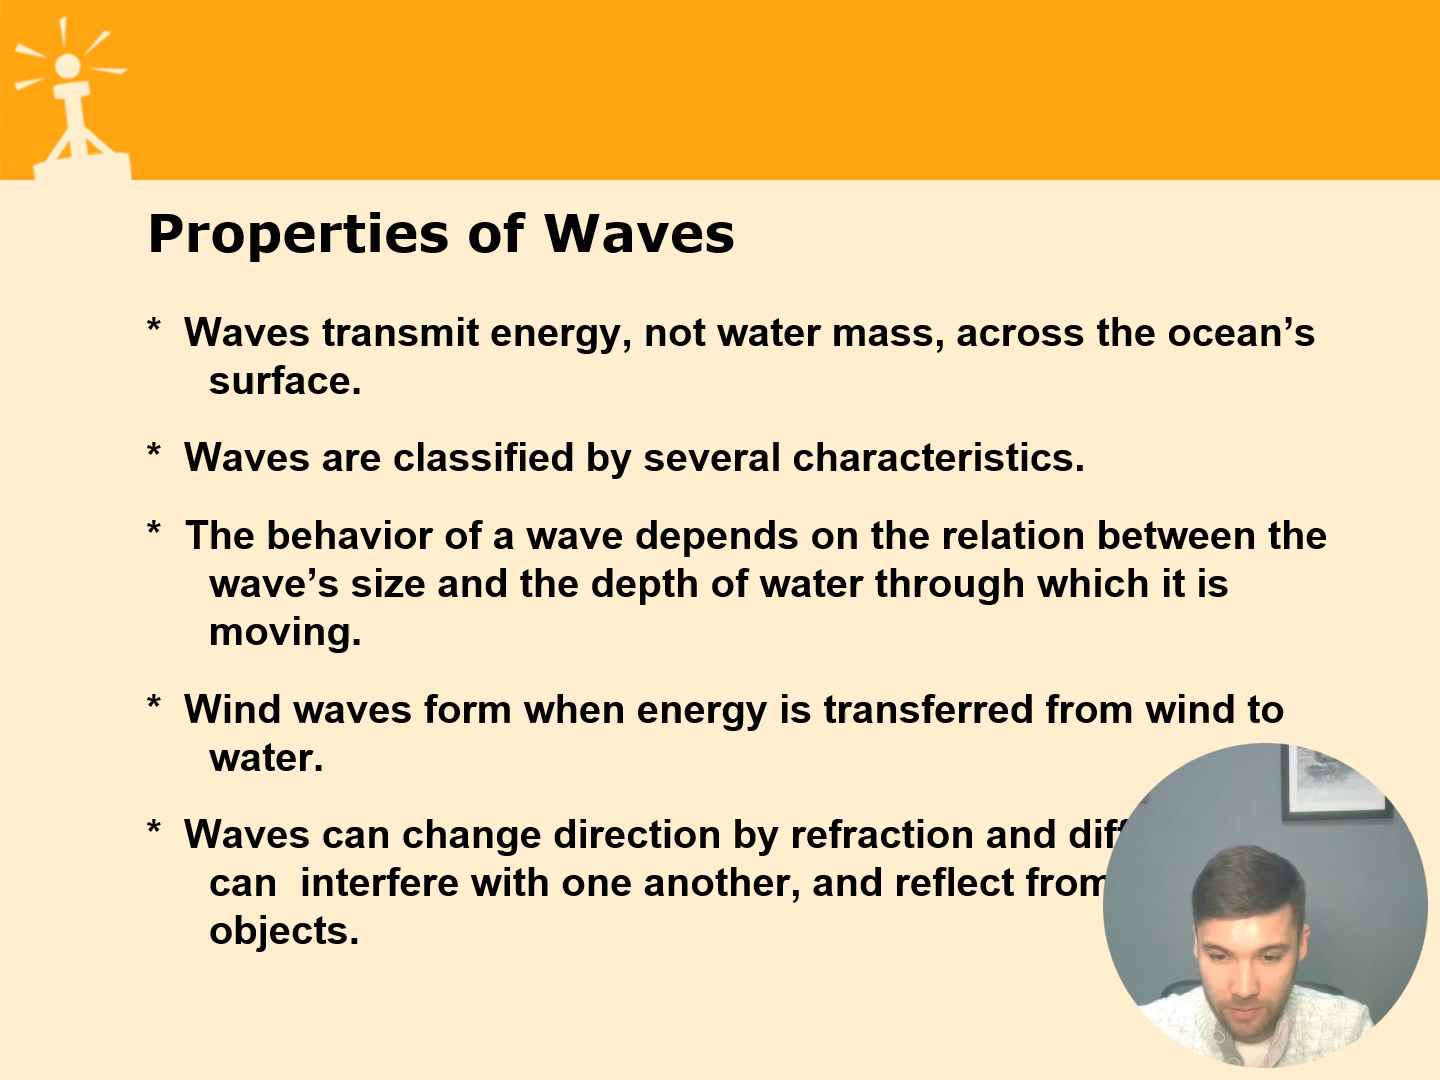 Properties of Waves
* Waves transmit energy, not water mass, across the ocean’s
surface.
* Waves are classified by several characteristics.
* The behavior of a wave depends on the relation between the
wave’s size and the depth of water through which it is
moving.
* Wind waves form when energy is transferred from wind to
water.
* Waves can change direction by refraction and
can interfere with one another, and reflect from
objects.